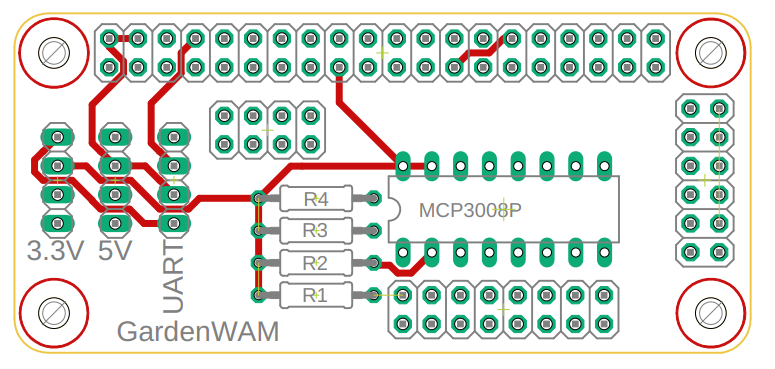 R4
MCP3008P
R3
3.3V 5V
UART
R2
R1
GardenWAM